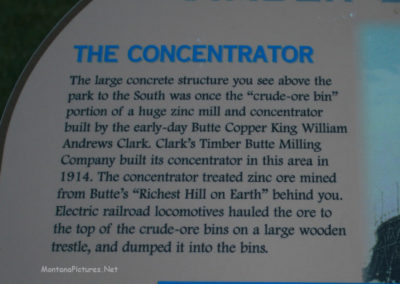 THE CONCENTRATOR
The large concrete structure you see above the
park to the South was once the “crude-ore bin”
portion of a huge zinc mill and concentrator
built by the early-day Butte Copper King William
Andrews Clark. Clark’s Timber Butte Milling
Company built its concentrator in this area in
1914. The concentrator treated zinc ore mined
from Butte’s “Richest Hill on Earth” behind you.
Electric railroad locomotives hauled the ore to
the top of the crude-ore bins on a large wooden
trestle, and dumped it into the bins.
MontanaPictures.Net